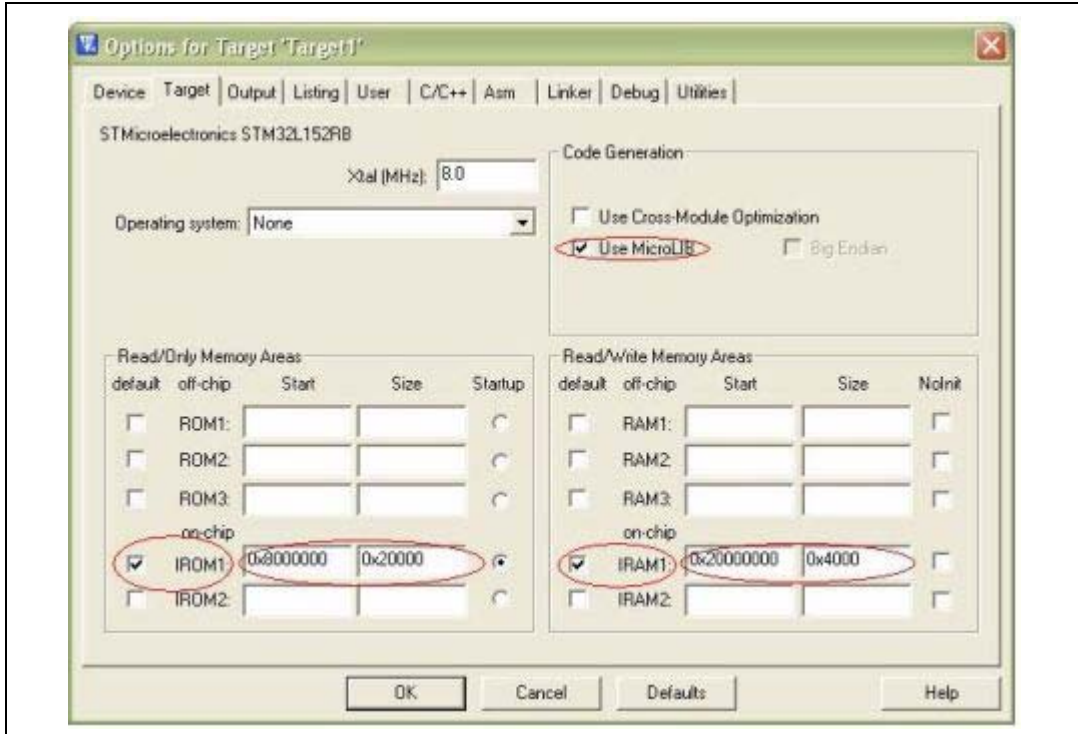 Options for Target 'Target1'
Device Target Output Listing User C/C++ Asm Linker Debug Utilities
STMicroelectronics STM32L152RB
Xtal (MHz): 8.0
Operating system: None
Code Generation
Use Cross-Module Optimization
Use MicroLIB Big Endian
Read/Only Memory Areas
default off-chip Start Size Startup
ROM1:
ROM2:
ROM3:
on-chip
IROM1: 0x8000000 0x20000
IROM2:
Read/Write Memory Areas
default off-chip Start Size NoInit
RAM1:
RAM2:
RAM3:
on-chip
IRAM1: 0x20000000 0x4000
IRAM2:
OK Cancel Defaults Help